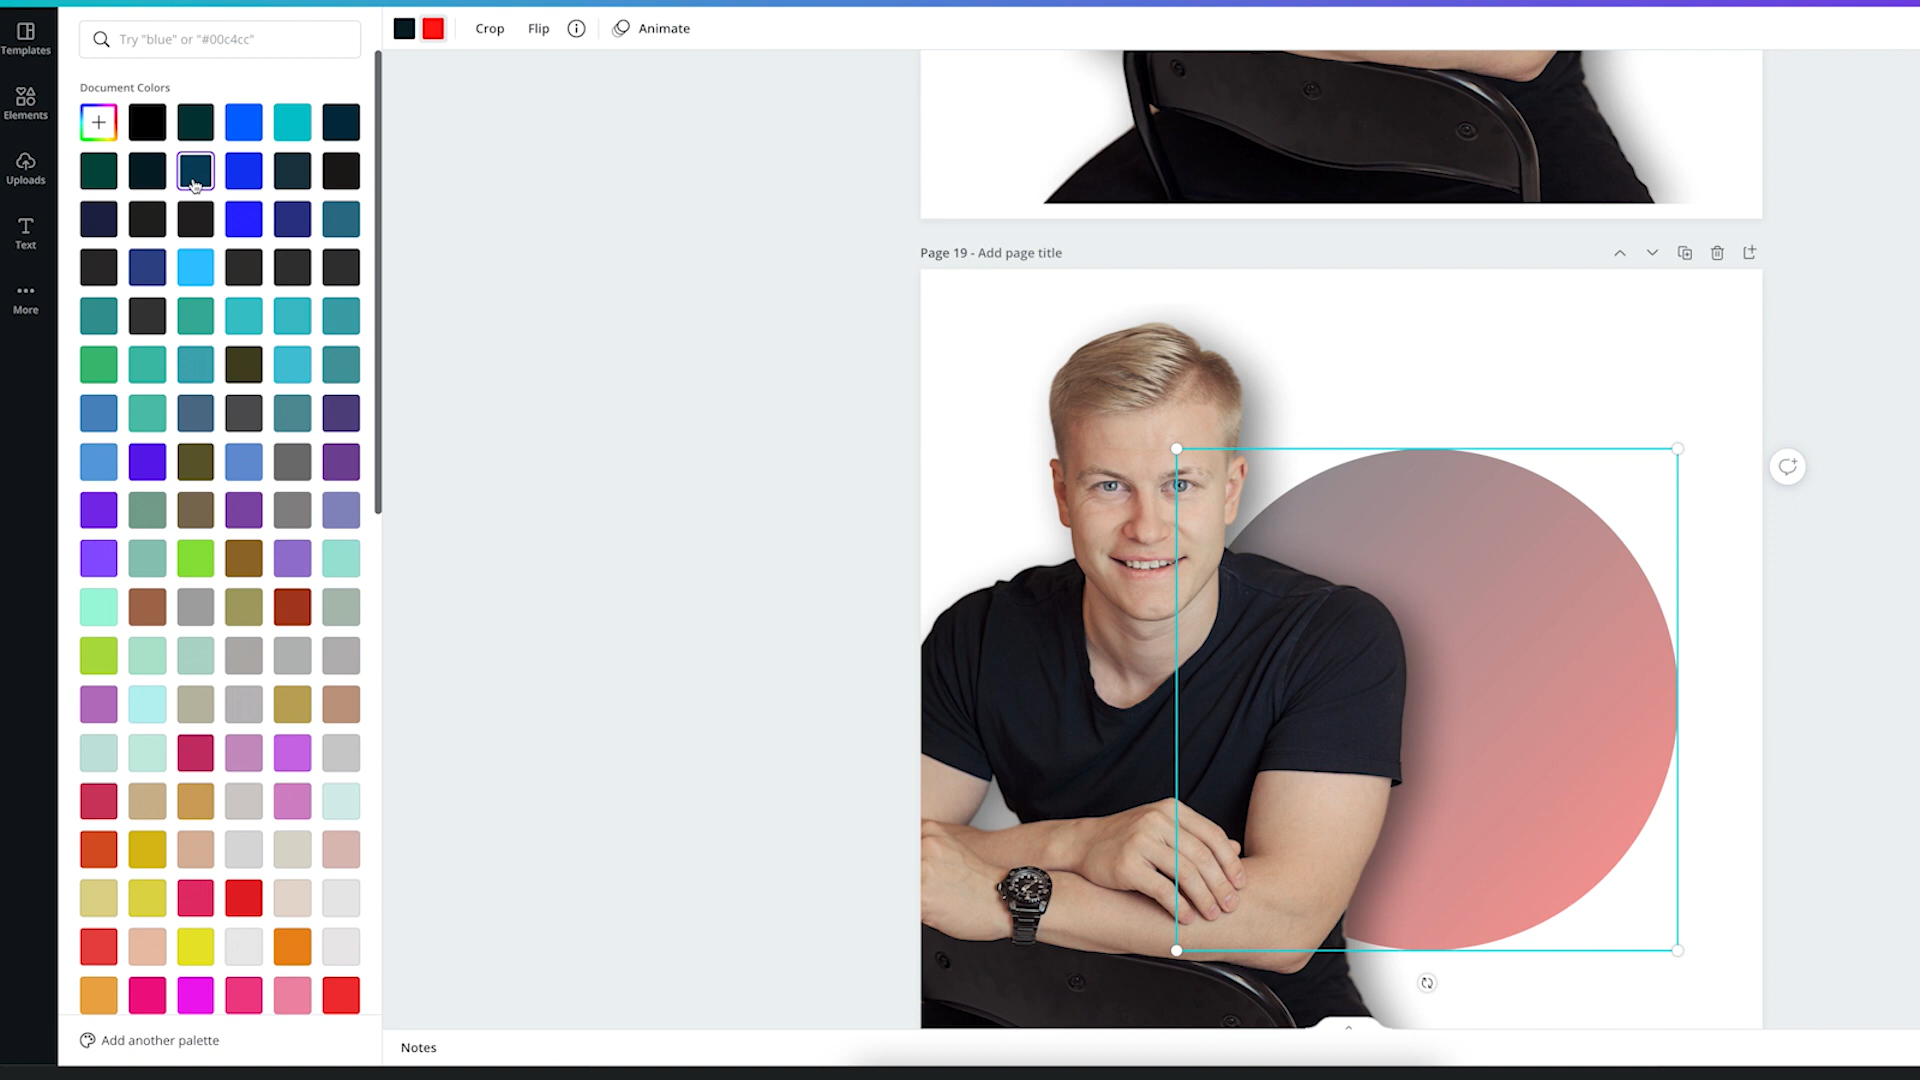 Templates
Elements
Uploads
Text
More
Try "blue" or "#00c4cc"
Document Colors
Add another palette
Crop
Flip
Animate
Page 19 - Add page title
Notes